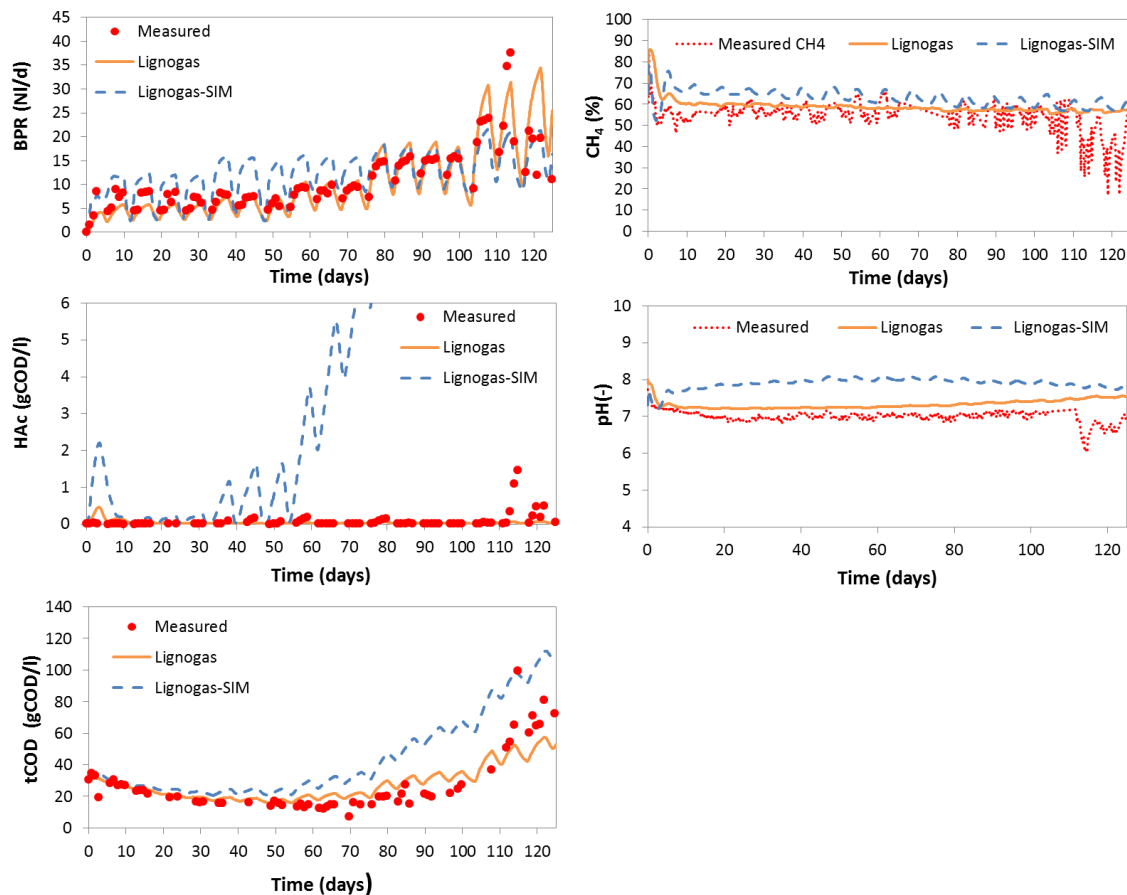 BPR (Nl/d)
45
40
35
30
25
20
15
10
5
0
Measured
Lignogas
Lignogas-SIM
0 10 20 30 40 50 60 70 80 90 100 110 120
Time (days)
CH4 (%)
100
90
80
70
60
50
40
30
20
10
0
Measured CH4 Lignogas Lignogas-SIM
0 20 40 60 80 100 120
Time (days)
HAc (gCOD/l)
6
5
4
3
2
1
0
Measured
Lignogas
Lignogas-SIM
0 10 20 30 40 50 60 70 80 90 100 110 120
Time (days)
pH(-)
10
9
8
7
6
5
4
Measured Lignogas Lignogas-SIM
0 20 40 60 80 100 120
Time (days)
tCOD (gCOD/l)
140
120
100
80
60
40
20
0
Measured
Lignogas
Lignogas-SIM
0 10 20 30 40 50 60 70 80 90 100 110 120
Time (days)